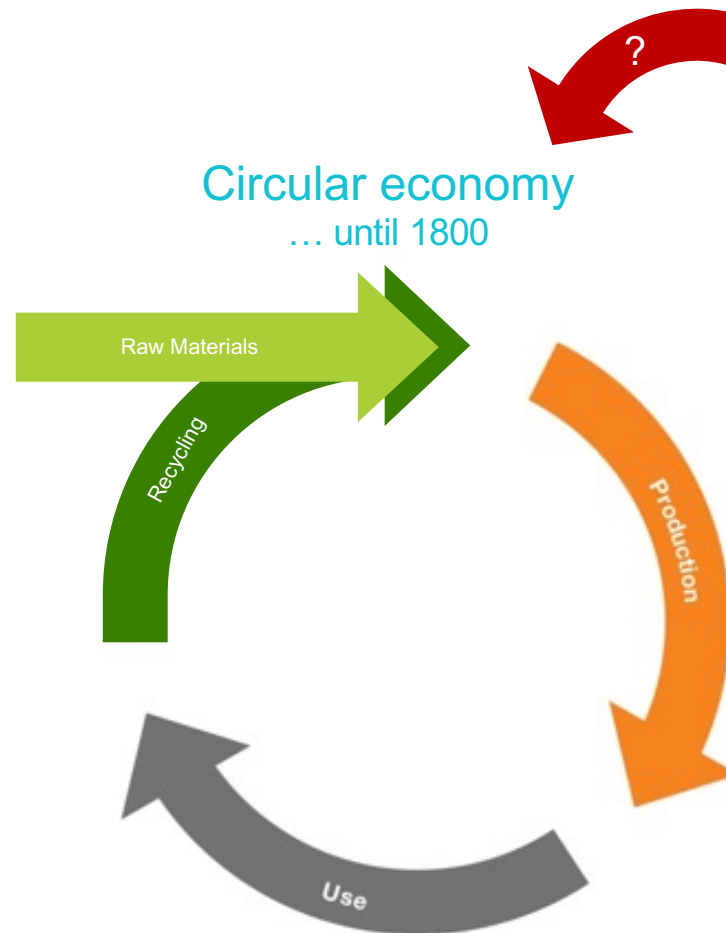 ?
Circular economy
… until 1800
Raw Materials
Recycling
Production
Use